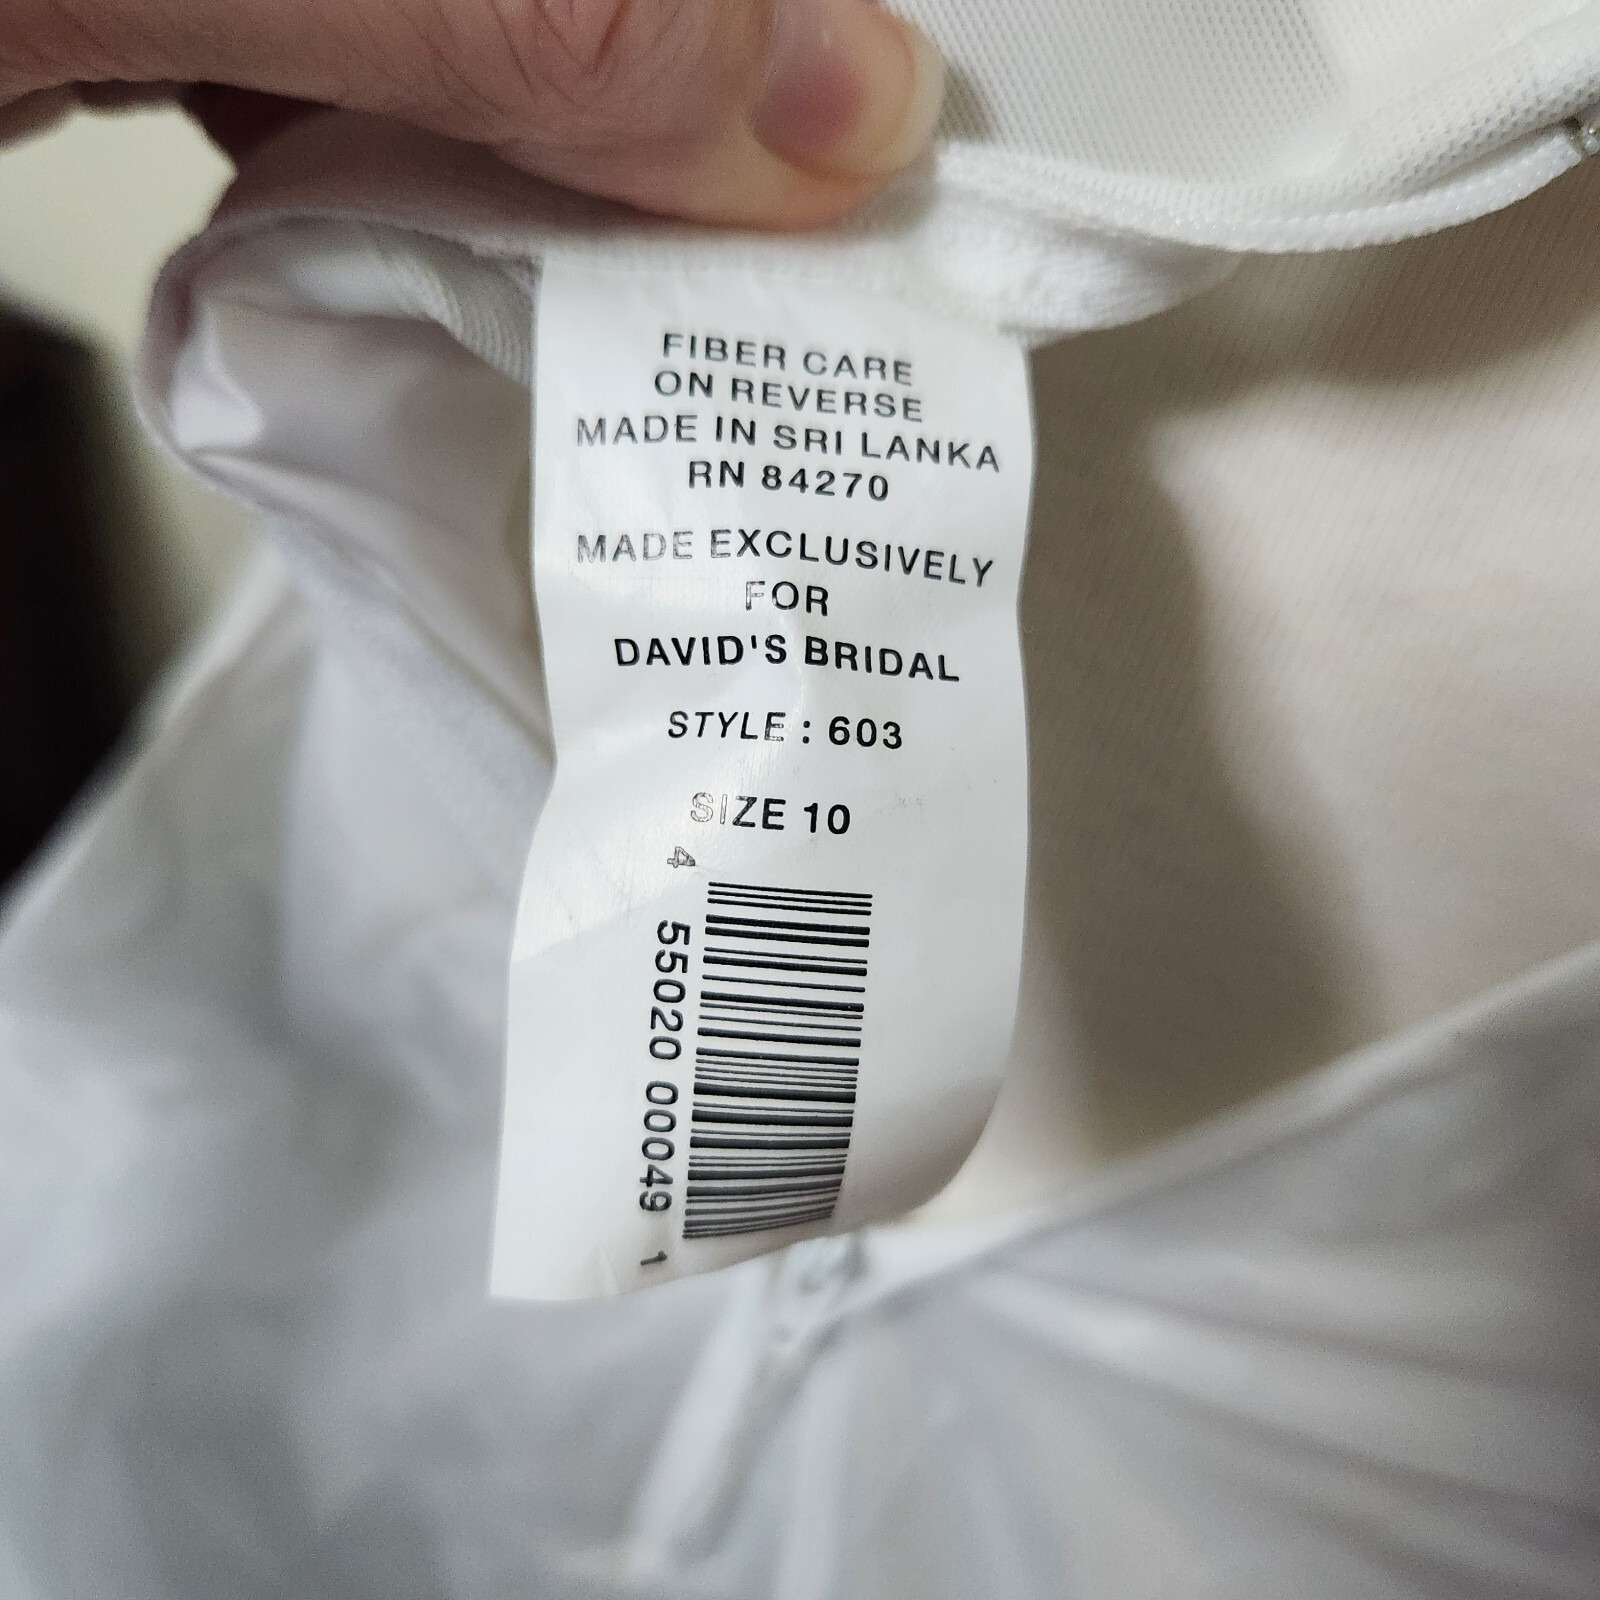 FIBER CARE
ON REVERSE
MADE IN SRI LANKA
RN 84270
MADE EXCLUSIVELY
FOR
DAVID'S BRIDAL
STYLE : 603
SIZE 10
4 55020 00049 1